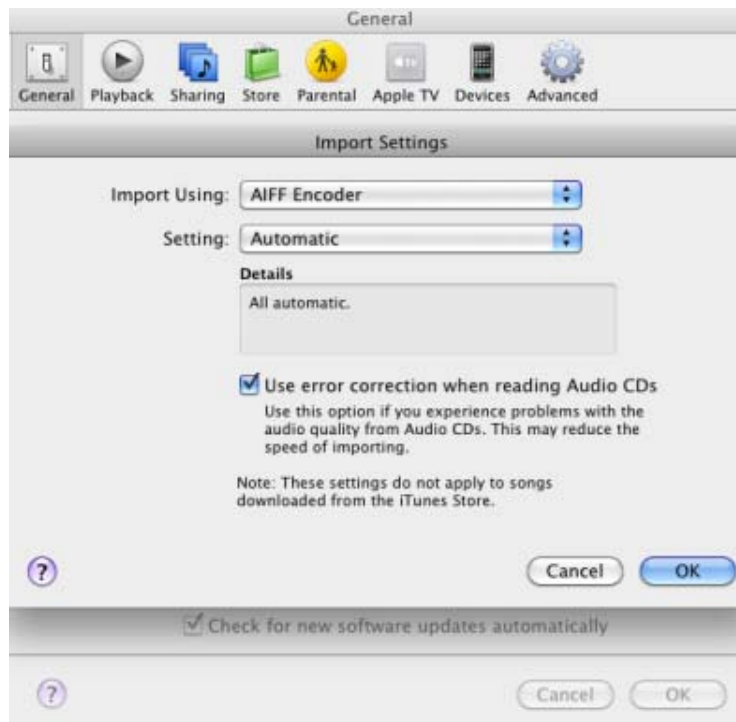 General
General Playback Sharing Store Parental Apple TV Devices Advanced
Import Settings
Import Using: AIFF Encoder
Setting: Automatic
Details
All automatic.
Use error correction when reading Audio CDs
Use this option if you experience problems with the
audio quality from Audio CDs. This may reduce the
speed of importing.
Note: These settings do not apply to songs
downloaded from the iTunes Store.
? Cancel OK
Check for new software updates automatically
? Cancel OK